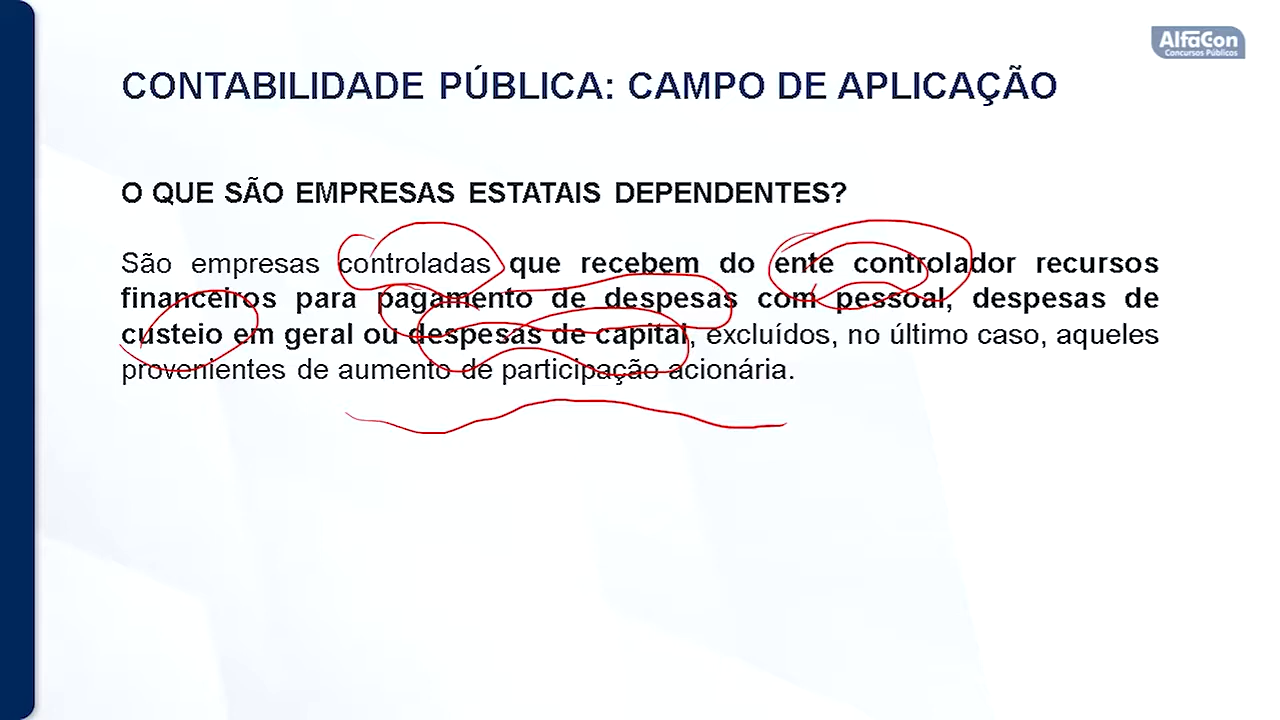 AlfaCon
Concursos Públicos
CONTABILIDADE PÚBLICA: CAMPO DE APLICAÇÃO
O QUE SÃO EMPRESAS ESTATAIS DEPENDENTES?
São empresas controladas que recebem do ente controlador recursos
financeiros para pagamento de despesas com pessoal, despesas de
custeio em geral ou despesas de capital, excluídos, no último caso, aqueles
provenientes de aumento de participação acionária.